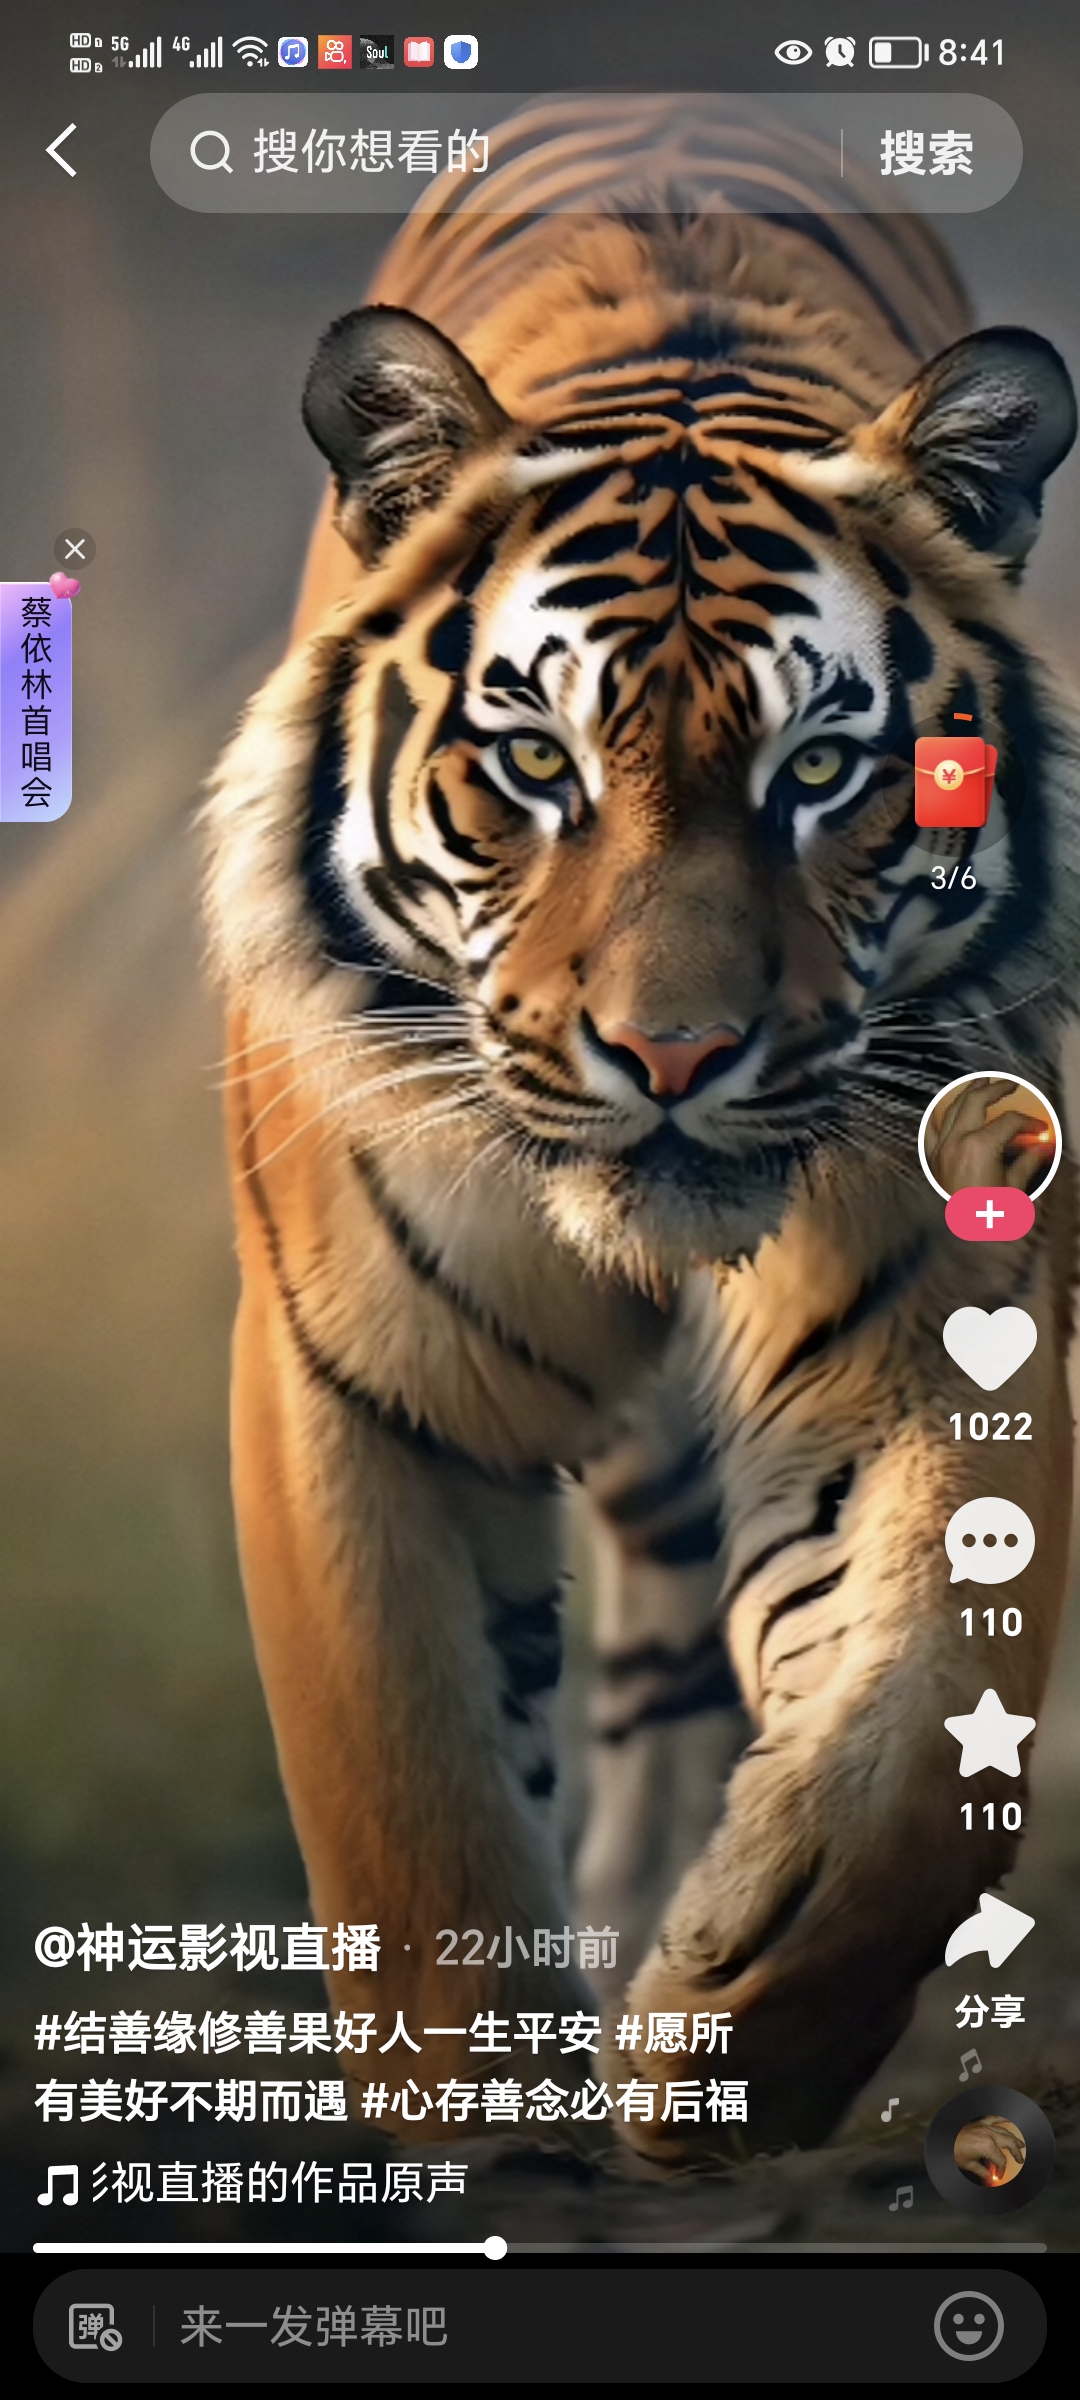 HD 1 5G 4G Soul 8:41
HD 2
搜你想看的 搜索
蔡依林首唱会
¥
3/6
1022
110
110
分享
@神运影视直播 · 22小时前
#结善缘修善果好人一生平安 #愿所
有美好不期而遇 #心存善念必有后福
视直播的作品原声
弹 来一发弹幕吧